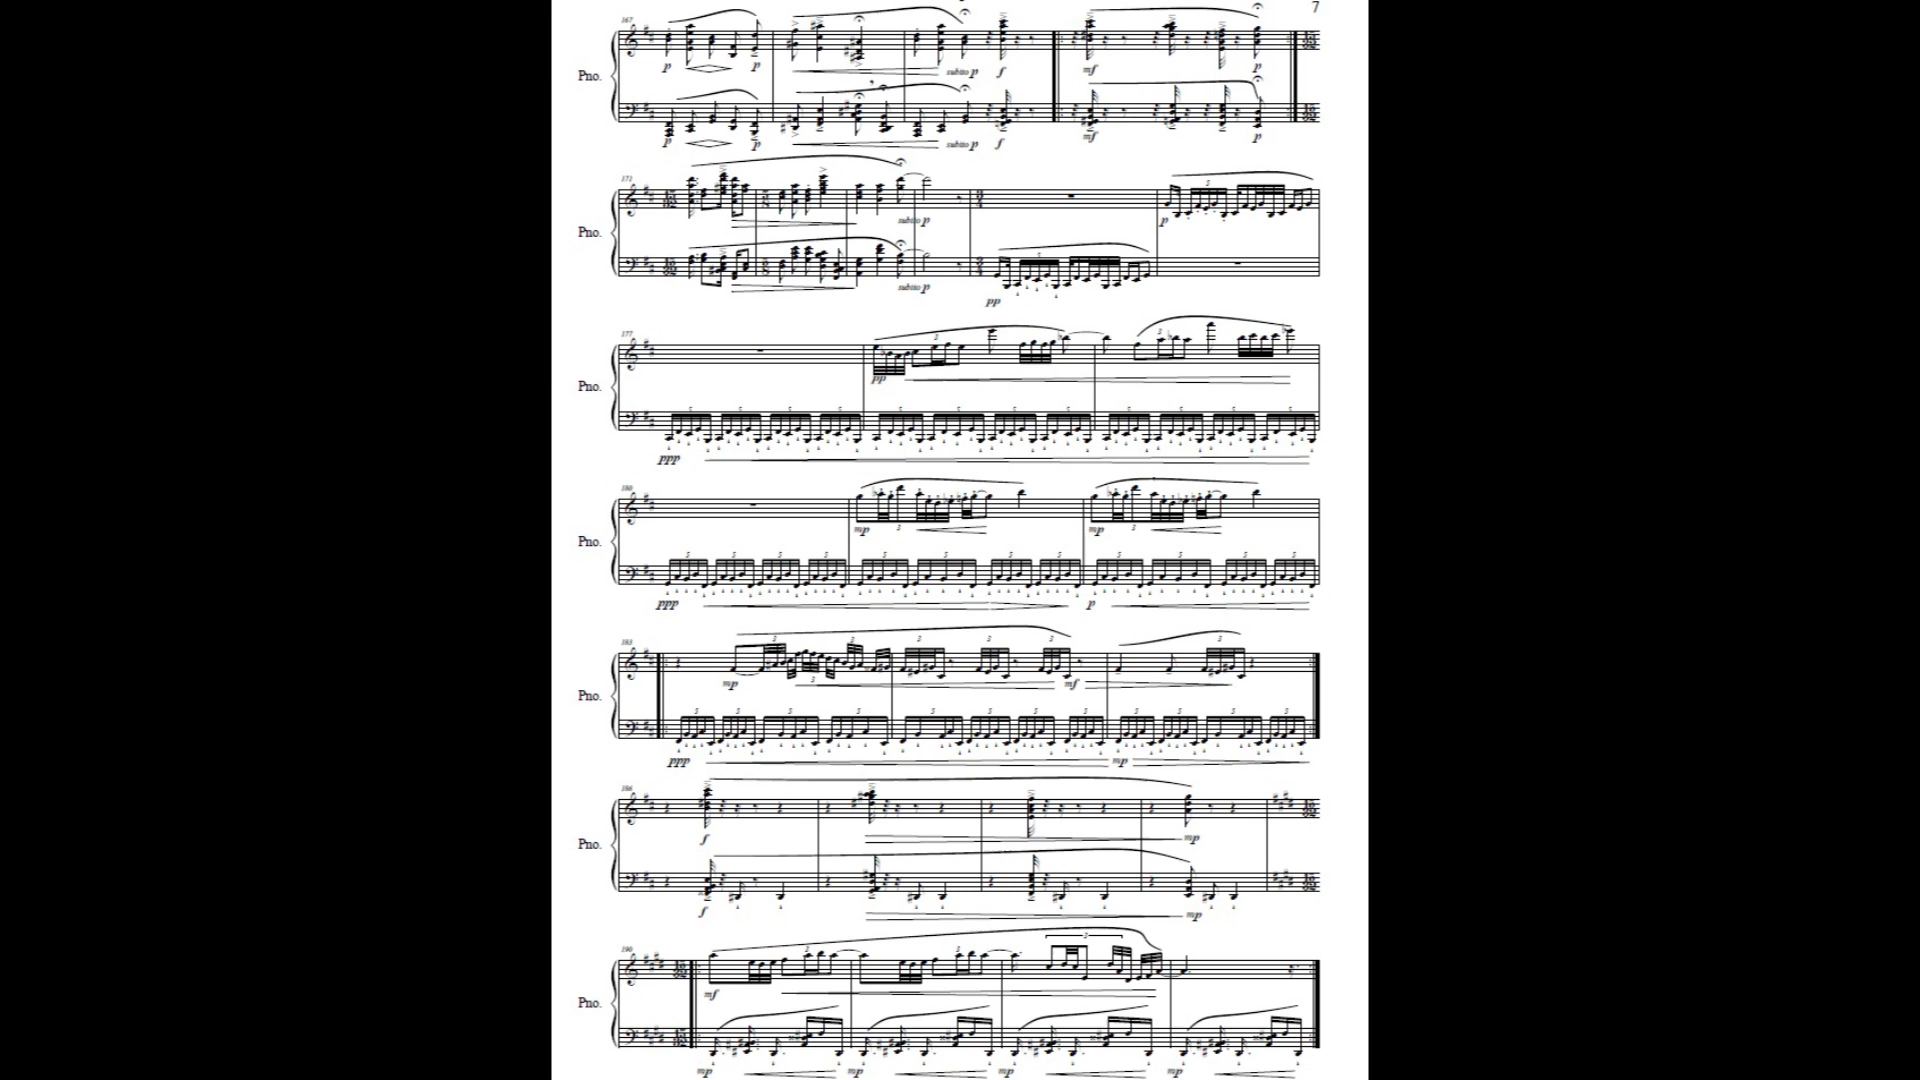 7
167
Pno.
p p subito p f mf p
p p subito p f mf p
171
Pno.
subito p p
subito p pp
177
Pno.
pp
ppp
180
Pno.
mp mp
ppp p
183
Pno.
mp mf
ppp mp
186
Pno.
f mp
f mp
190
Pno.
mf
mp mp mp mp